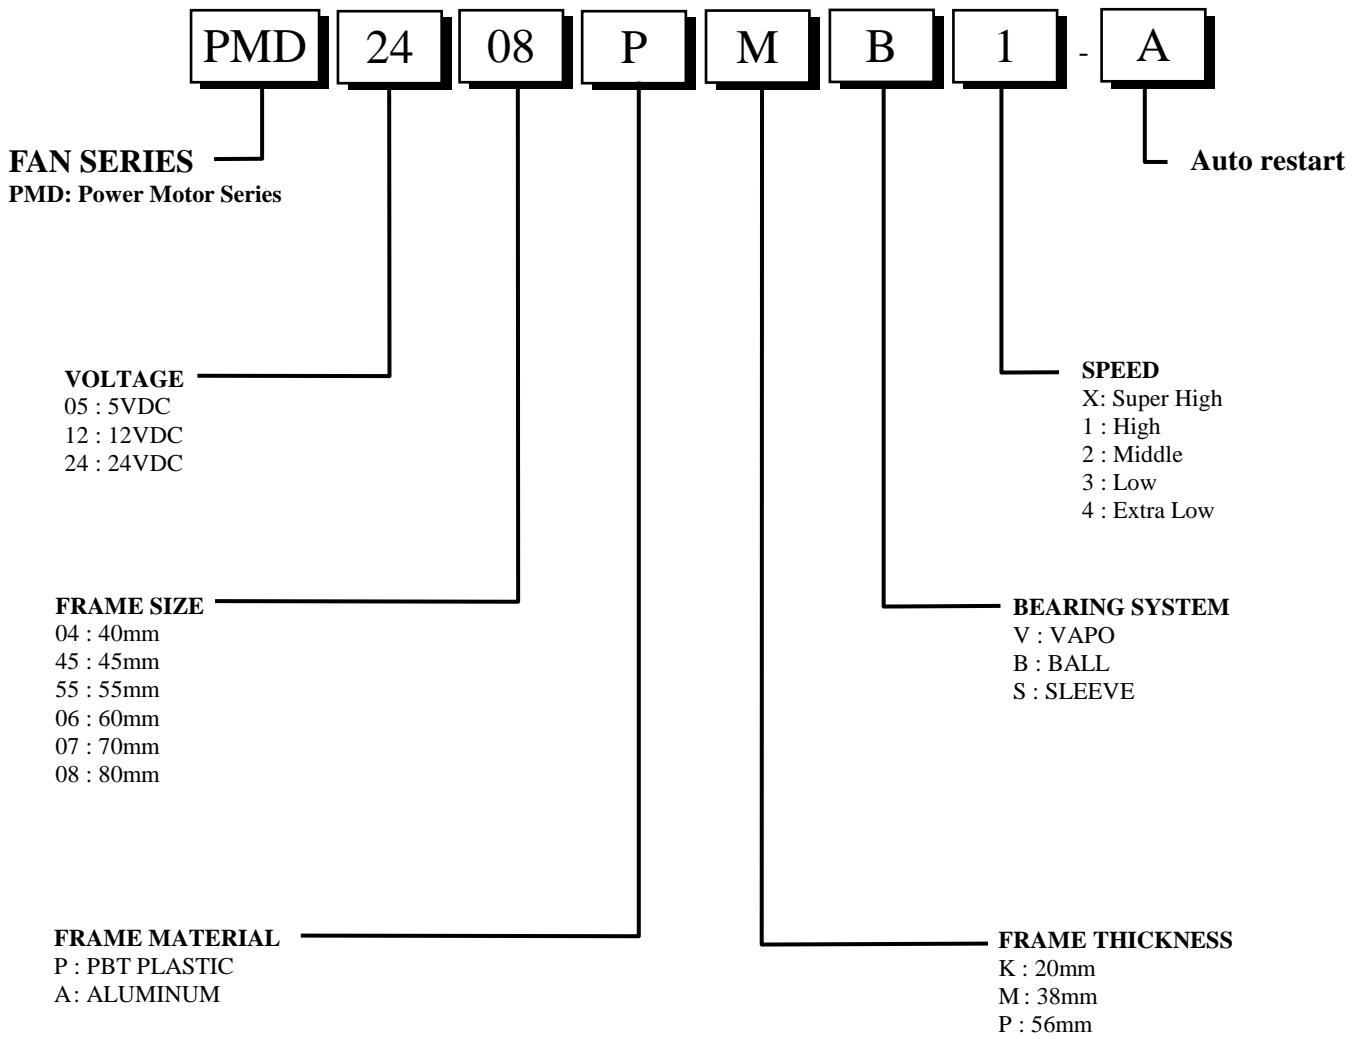 PMD 24 08 P M B 1 - A
FAN SERIES
PMD: Power Motor Series
Auto restart
VOLTAGE
05 : 5VDC
12 : 12VDC
24 : 24VDC
SPEED
X: Super High
1 : High
2 : Middle
3 : Low
4 : Extra Low
FRAME SIZE
04 : 40mm
45 : 45mm
55 : 55mm
06 : 60mm
07 : 70mm
08 : 80mm
BEARING SYSTEM
V : VAPO
B : BALL
S : SLEEVE
FRAME MATERIAL
P : PBT PLASTIC
A : ALUMINUM
FRAME THICKNESS
K : 20mm
M : 38mm
P : 56mm